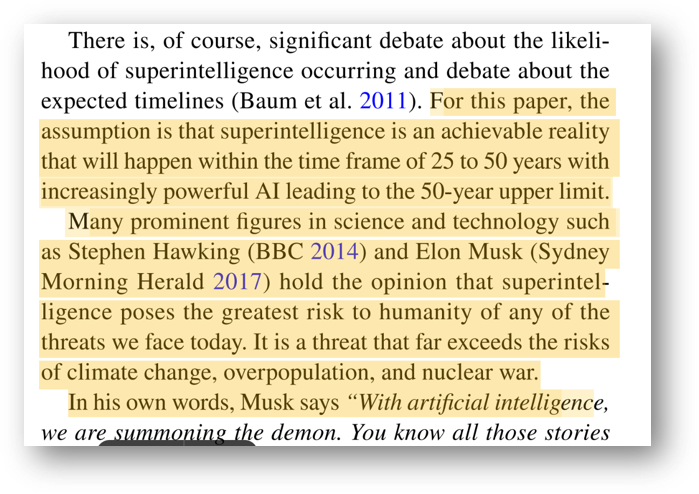 There is, of course, significant debate about the likeli-
hood of superintelligence occurring and debate about the
expected timelines (Baum et al. 2011). For this paper, the
assumption is that superintelligence is an achievable reality
that will happen within the time frame of 25 to 50 years with
increasingly powerful AI leading to the 50-year upper limit.
Many prominent figures in science and technology such
as Stephen Hawking (BBC 2014) and Elon Musk (Sydney
Morning Herald 2017) hold the opinion that superintel-
ligence poses the greatest risk to humanity of any of the
threats we face today. It is a threat that far exceeds the risks
of climate change, overpopulation, and nuclear war.
In his own words, Musk says “With artificial intelligence,
we are summoning the demon. You know all those stories